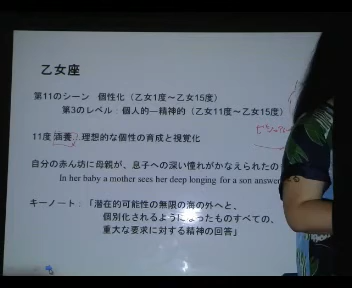 乙女座
第11のシーン 個性化(乙女1度~乙女15度)
第3のレベル:個人的―精神的(乙女11度~乙女15度)
11度 涵養 :理想的な個性の育成と視覚化
自分の赤ん坊に母親が、息子への深い憧れがかなえられたの
In her baby a mother sees her deep longing for a son answer
キーノート:「潜在的可能性の無限の海の外へと、
個別化されるようになったものすべての、
重大な要求に対する精神の回答」